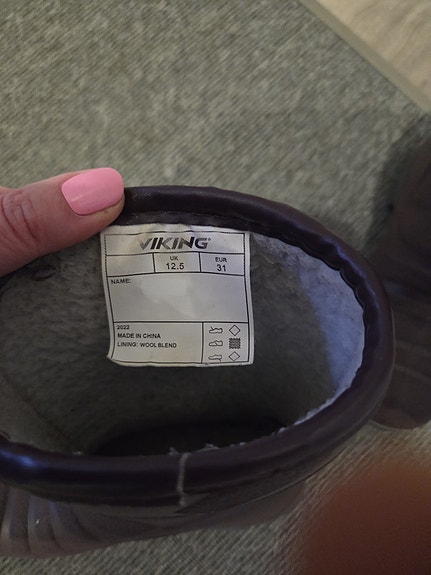 VIKING
UK
12.5
EUR
31
NAME:
2022
MADE IN CHINA
LINING: WOOL BLEND